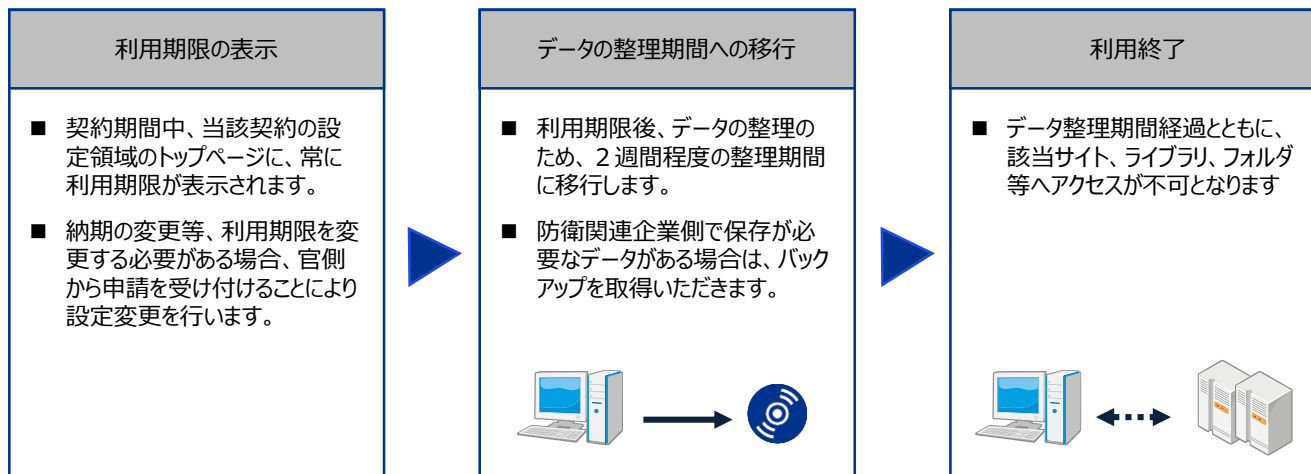 利用期限の表示
■ 契約期間中、当該契約の設
定領域のトップページに、常に
利用期限が表示されます。
■ 納期の変更等、利用期限を変
更する必要がある場合、官側
から申請を受け付けることにより
設定変更を行います。
データの整理期間への移行
■ 利用期限後、データの整理の
ため、２週間程度の整理期間
に移行します。
■ 防衛関連企業側で保存が必
要なデータがある場合は、バック
アップを取得いただきます。
利用終了
■ データ整理期間経過とともに、
該当サイト、ライブラリ、フォルダ
等へアクセスが不可となります